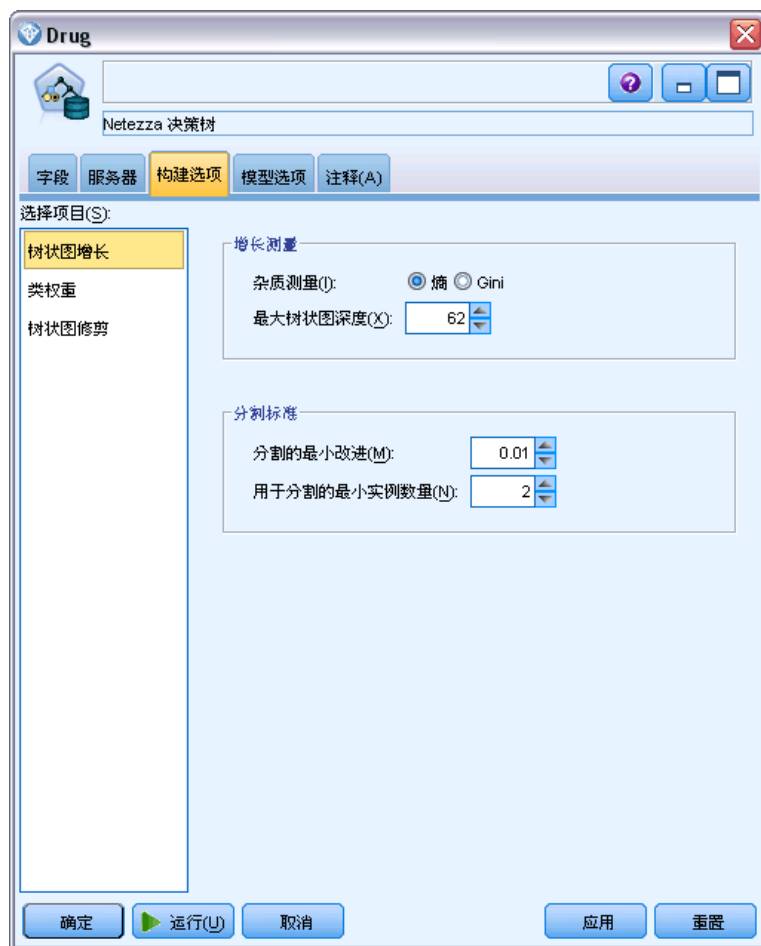 Drug
Netezza 决策树
字段 服务器 构建选项 模型选项 注释(A)
选择项目(S):
树状图增长
类权重
树状图修剪
增长测量
杂质测量(I): 熵 Gini
最大树状图深度(X): 62
分割标准
分割的最小改进(M): 0.01
用于分割的最小实例数量(N): 2
确定 运行(U) 取消 应用 重置